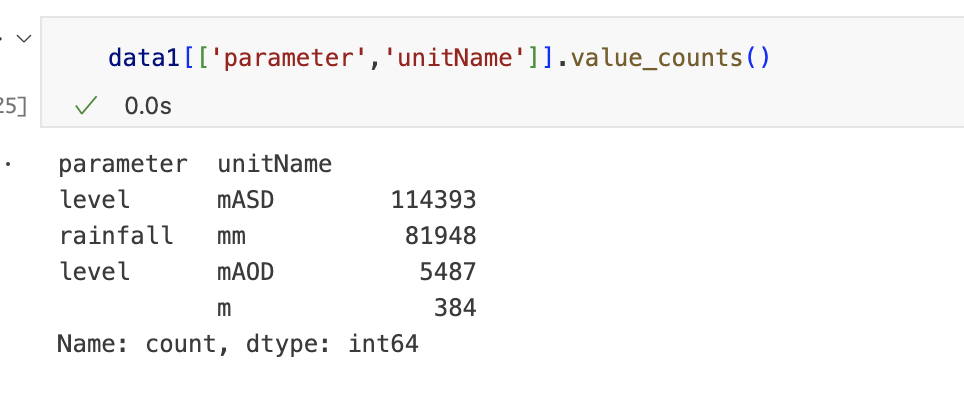 data1[['parameter','unitName']].value_counts()
25] 0.0s
parameter unitName
level mASD 114393
rainfall mm 81948
level mAOD 5487
m 384
Name: count, dtype: int64